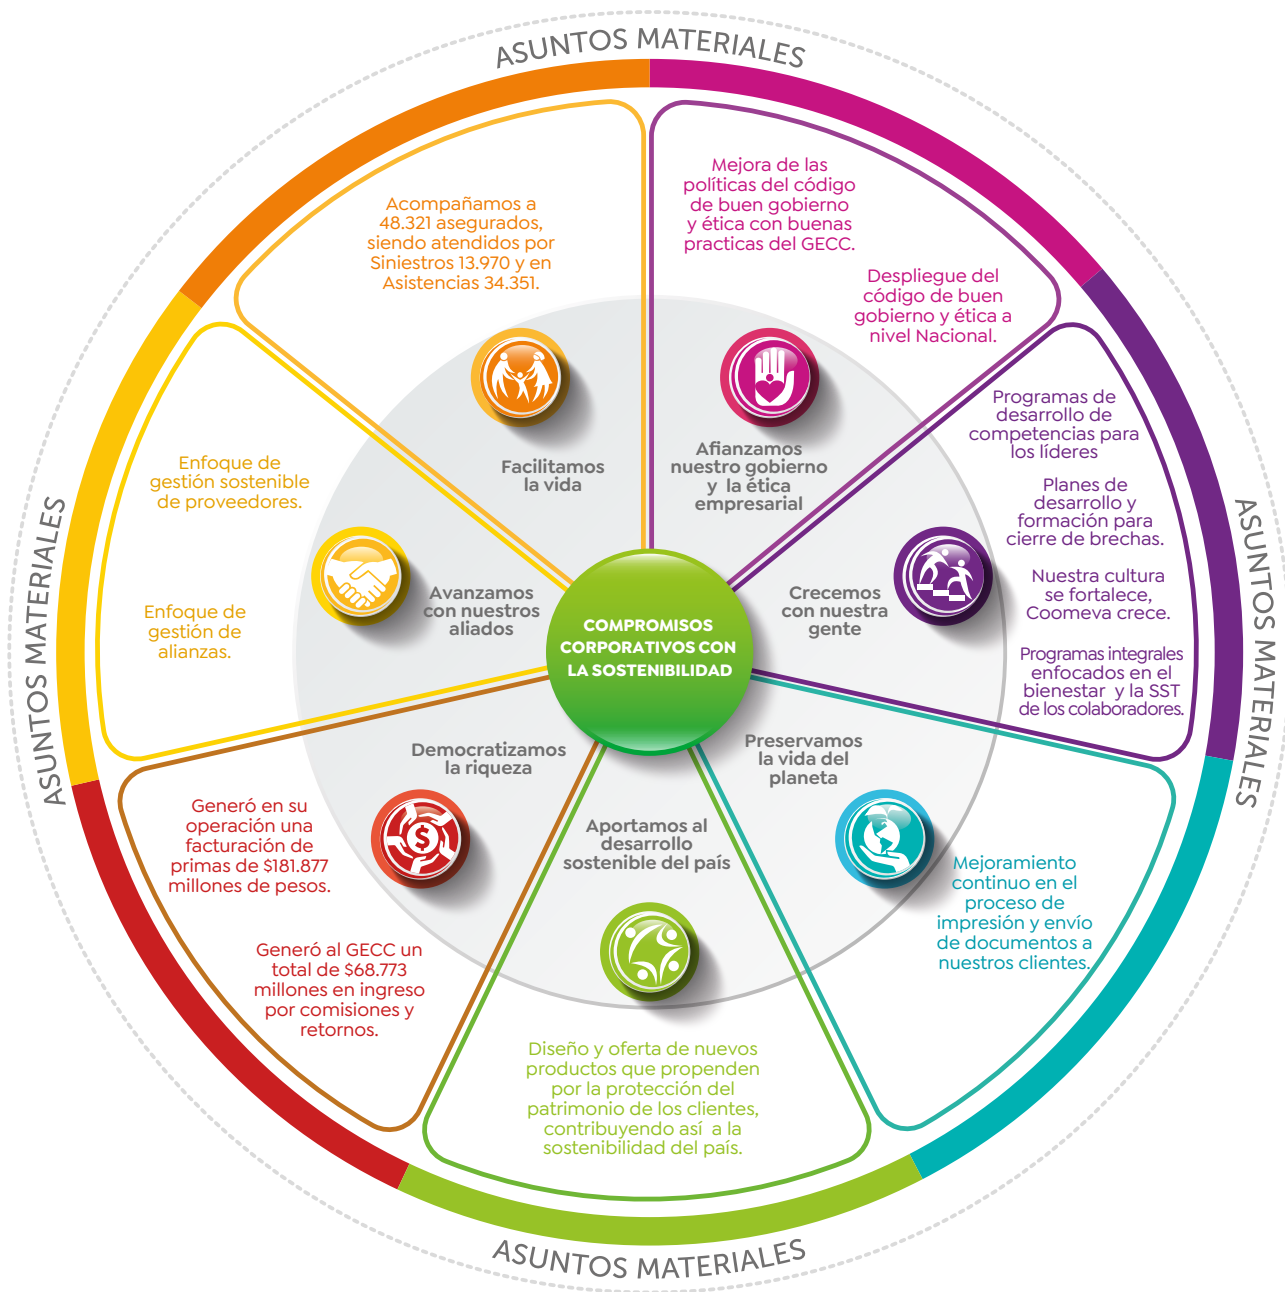 ASUNTOS MATERIALES
Acompañamos a
48.321 asegurados,
siendo atendidos por
Siniestros 13.970 y en
Asistencias 34.351.
Facilitamos
la vida
Mejora de las
políticas del código
de buen gobierno
y ética con buenas
practicas del GECC.
Despliegue del
código de buen
gobierno y ética a
nivel Nacional.
Afianzamos
nuestro gobierno
y la ética
empresarial
Programas de
desarrollo de
competencias para
los líderes
Planes de
desarrollo y
formación para
cierre de brechas.
Nuestra cultura
se fortalece,
Coomeva crece.
Programas integrales
enfocados en el
bienestar y la SST
de los colaboradores.
Crecemos
con nuestra
gente
ASUNTOS MATERIALES
Enfoque de
gestión sostenible
de proveedores.
Enfoque de
gestión de
alianzas.
Avanzamos
con nuestros
aliados
ASUNTOS MATERIALES
COMPROMISOS
CORPORATIVOS CON
LA SOSTENIBILIDAD
Democratizamos
la riqueza
Generó en su
operación una
facturación de
primas de $181.877
millones de pesos.
Generó al GECC un
total de $68.773
millones en ingreso
por comisiones y
retornos.
Aportamos al
desarrollo
sostenible del país
Diseño y oferta de nuevos
productos que propenden
por la protección del
patrimonio de los clientes,
contribuyendo así a la
sostenibilidad del país.
Preservamos
la vida del
planeta
Mejoramiento
continuo en el
proceso de
impresión y envío
de documentos a
nuestros clientes.
ASUNTOS MATERIALES